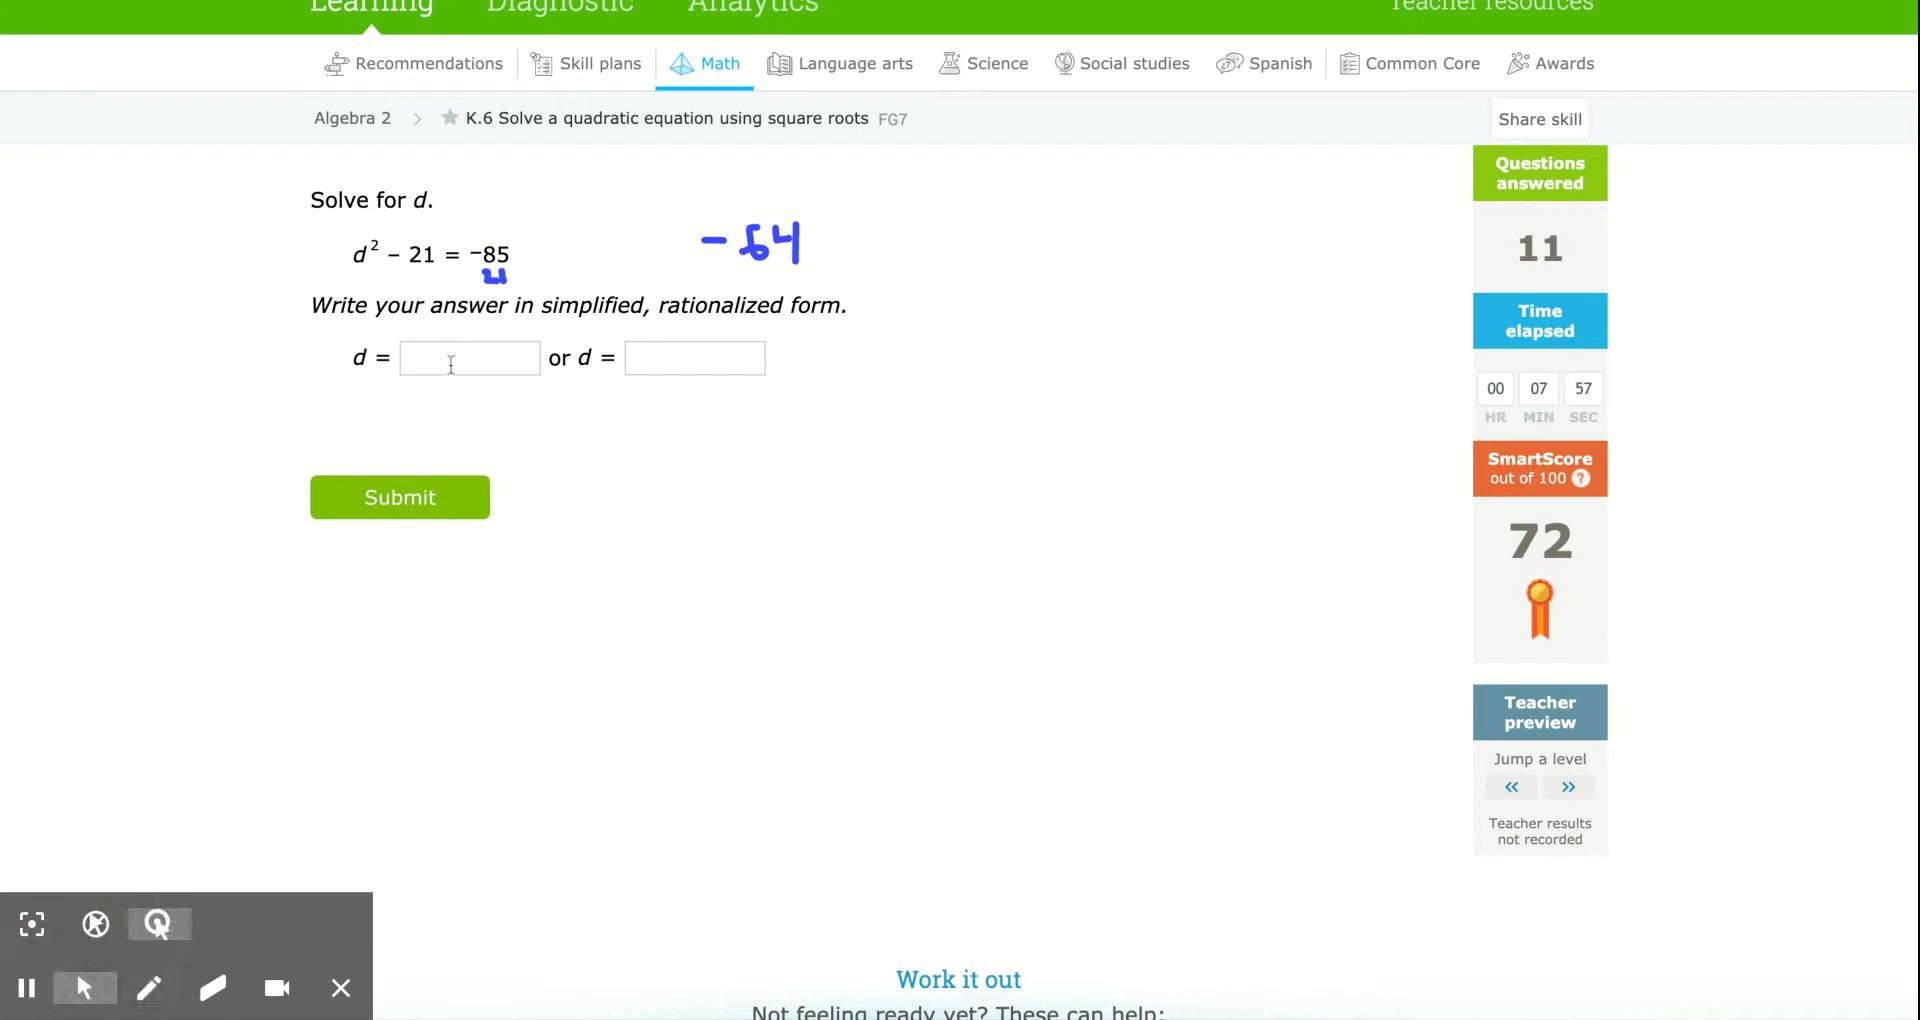 Learning Diagnostic Analytics Teacher resources
Recommendations Skill plans Math Language arts Science Social studies Spanish Common Core Awards
Algebra 2 > K.6 Solve a quadratic equation using square roots FG7
Share skill
Questions answered
11
Solve for d.
d² − 21 = −85
21
− 64
Write your answer in simplified, rationalized form.
d = or d =
Submit
Time elapsed
00 07 57
HR MIN SEC
SmartScore
out of 100 ?
72
Teacher preview
Jump a level
« »
Teacher results
not recorded
Work it out
Not feeling ready yet? These can help: